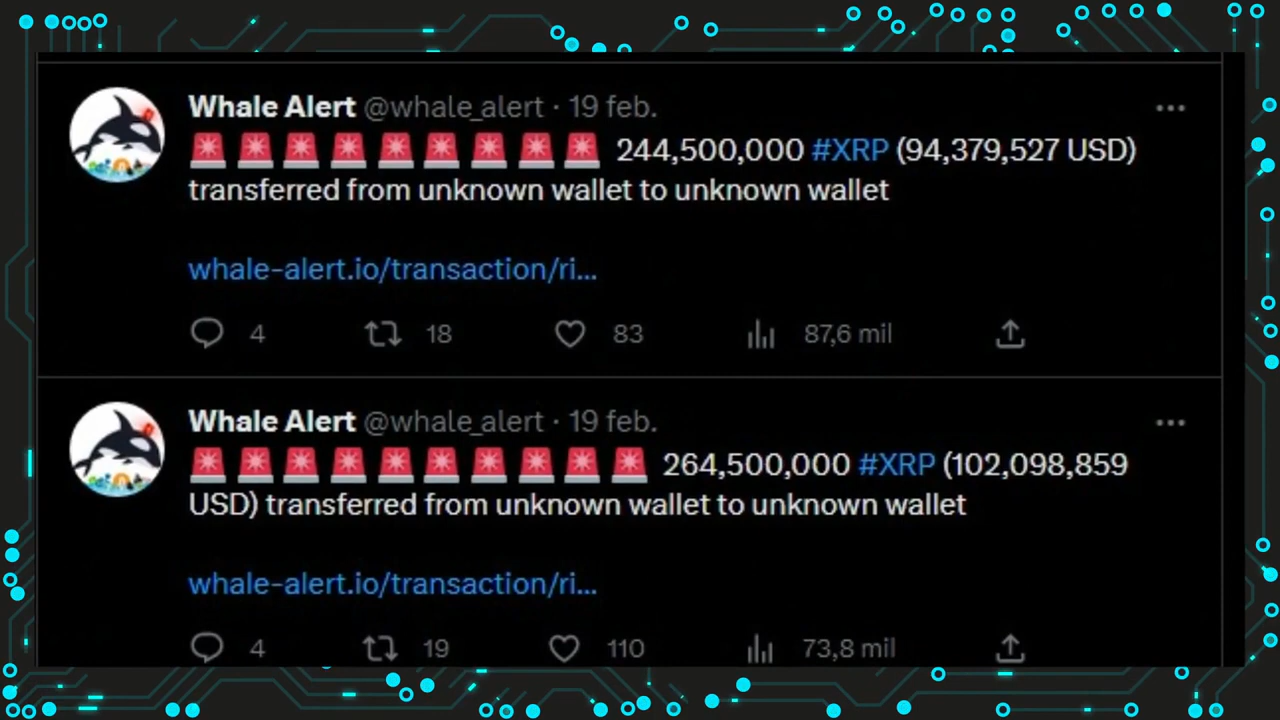 Whale Alert @whale_alert · 19 feb.
🚨🚨🚨🚨🚨🚨🚨🚨🚨 244,500,000 #XRP (94,379,527 USD)
transferred from unknown wallet to unknown wallet
whale-alert.io/transaction/ri...
4 18 83 87,6 mil
Whale Alert @whale_alert · 19 feb.
🚨🚨🚨🚨🚨🚨🚨🚨🚨🚨 264,500,000 #XRP (102,098,859
USD) transferred from unknown wallet to unknown wallet
whale-alert.io/transaction/ri...
4 19 110 73,8 mil